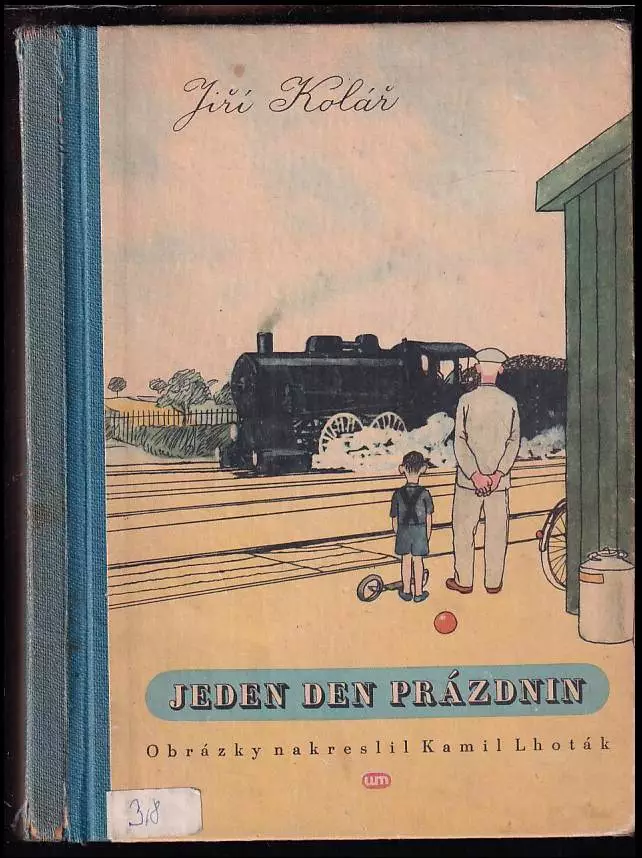 Jiří Kolář
JEDEN DEN PRÁZDNIN
Obrázky nakreslil Kamil Lhoták
um
3,8